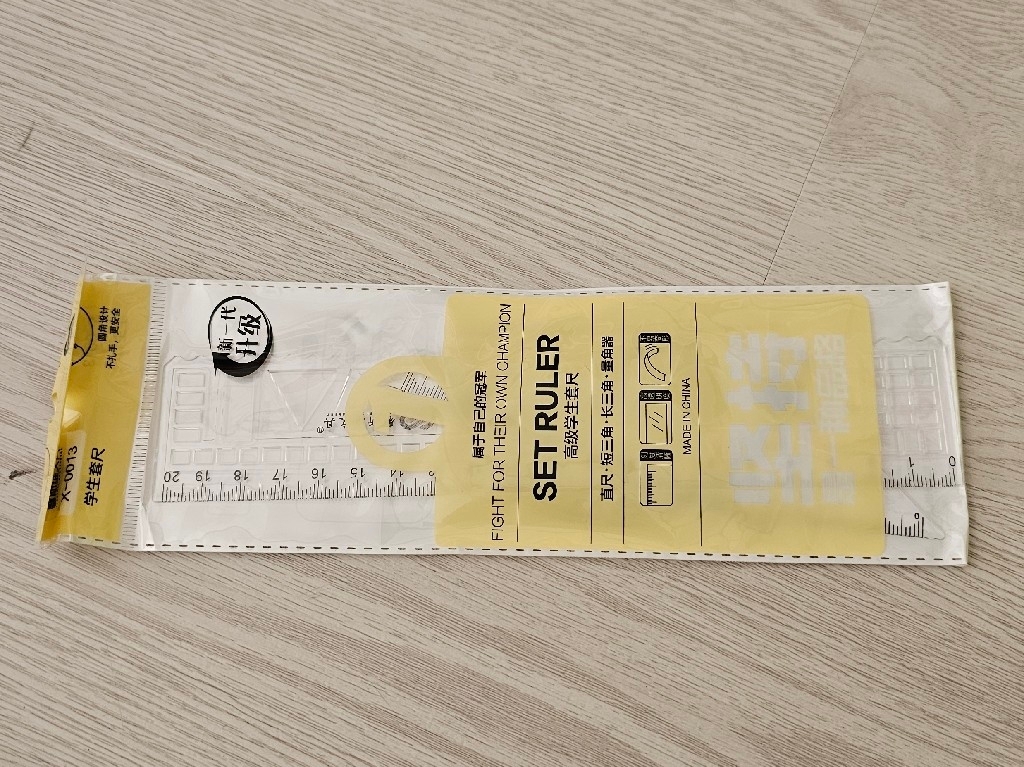 X-0013
学生套尺
圆角设计
不扎手，更安全
新一代
升级
属于自己的冠军
FIGHT FOR THEIR OWN CHAMPION
SET RULER
高级学生套尺
直尺·短三角·长三角·量角器
MADE IN CHINA
坚持
20 19 18 17 16 15 14
1 0
0